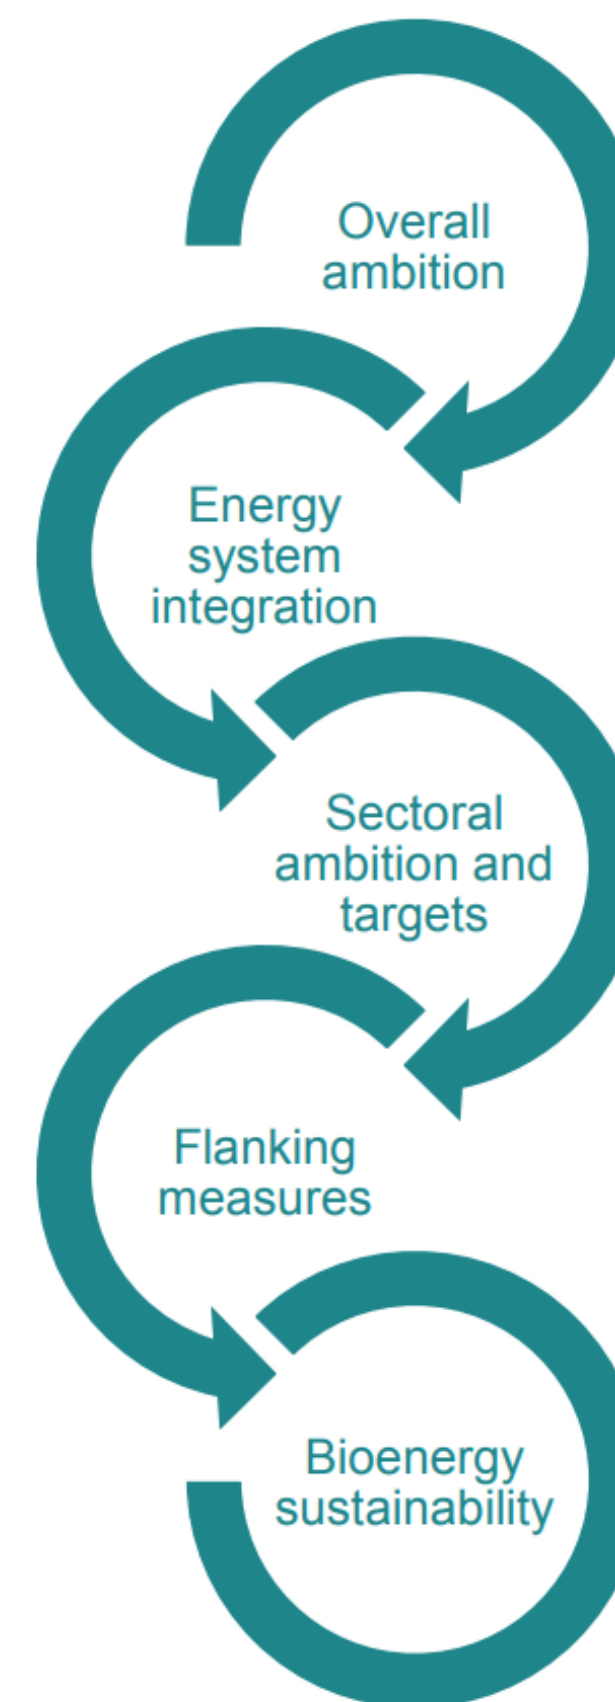 Overall
ambition
Energy
system
integration
Sectoral
ambition and
targets
Flanking
measures
Bioenergy
sustainability